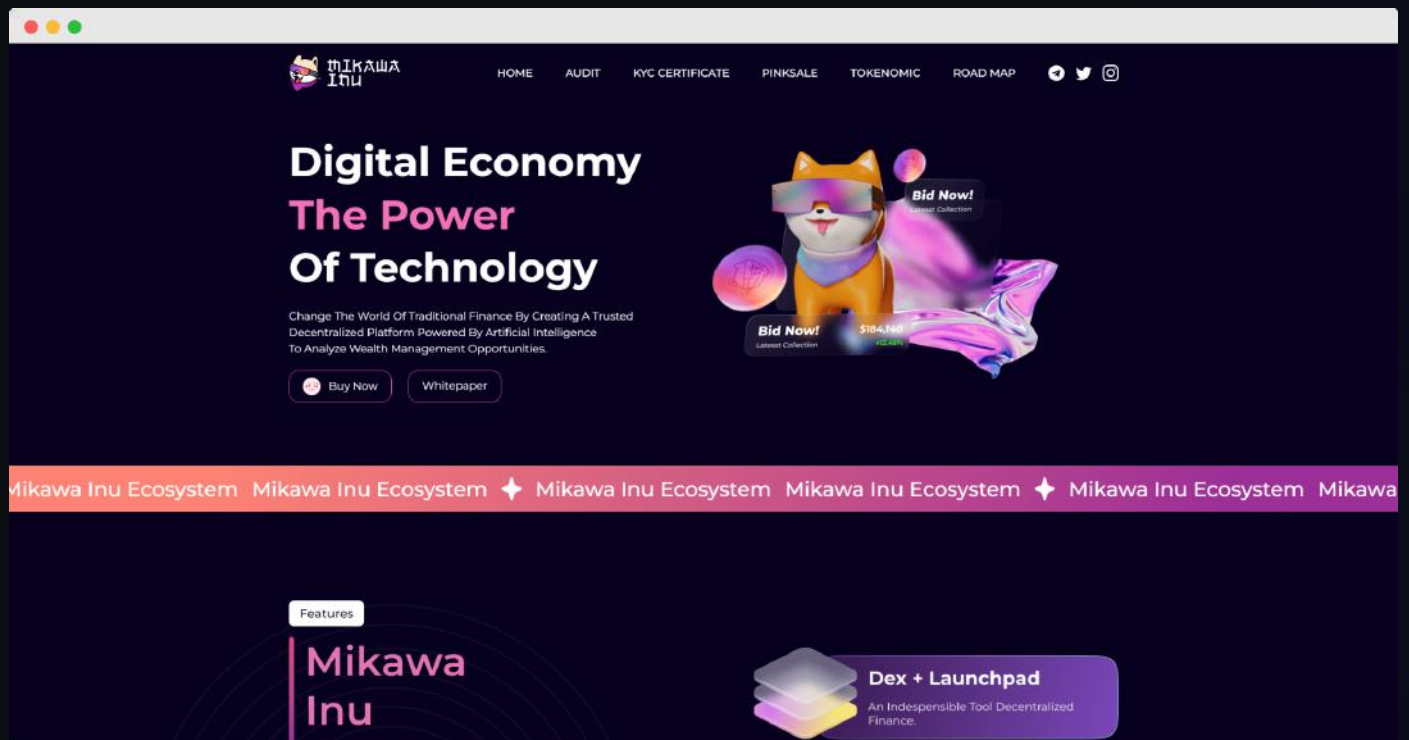 MIKAWA
INU
HOME AUDIT KYC CERTIFICATE PINKSALE TOKENOMIC ROAD MAP
Digital Economy
The Power
Of Technology
Change The World Of Traditional Finance By Creating A Trusted
Decentralized Platform Powered By Artificial Intelligence
To Analyze Wealth Management Opportunities.
Buy Now Whitepaper
Bid Now!
Collection
Bid Now! $184,140
Collection
Mikawa Inu Ecosystem Mikawa Inu Ecosystem Mikawa Inu Ecosystem Mikawa Inu Ecosystem Mikawa Inu Ecosystem Mikawa
Features
Mikawa
Inu
Dex + Launchpad
An Indespensible Tool Decentralized
Finance.